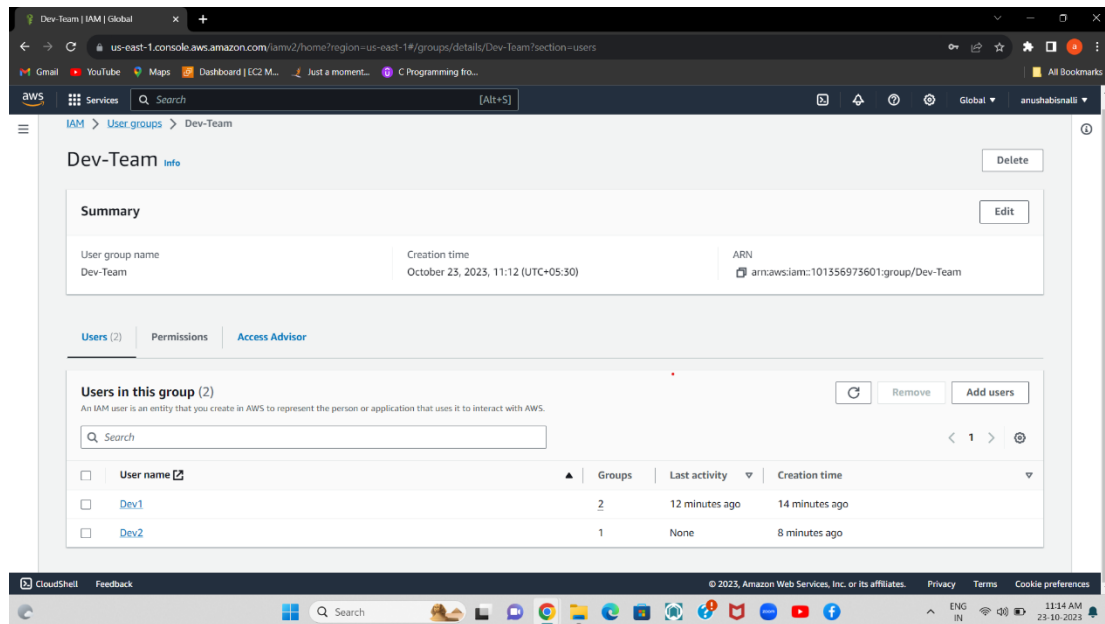 Dev-Team | IAM | Global
us-east-1.console.aws.amazon.com/iamv2/home?region=us-east-1#/groups/details/Dev-Team?section=users
a
Gmail YouTube Maps Dashboard | EC2 M... Just a moment... C Programming fro... All Bookmarks
aws Services Search [Alt+S] Global anushabisnalli
IAM > User groups > Dev-Team
Dev-Team Info Delete
Summary Edit
User group name Creation time ARN
Dev-Team October 23, 2023, 11:12 (UTC+05:30) arn:aws:iam::101356973601:group/Dev-Team
Users (2) Permissions Access Advisor
Users in this group (2) Remove Add users
An IAM user is an entity that you create in AWS to represent the person or application that uses it to interact with AWS.
Search 1
User name Groups Last activity Creation time
Dev1 2 12 minutes ago 14 minutes ago
Dev2 1 None 8 minutes ago
CloudShell Feedback © 2023, Amazon Web Services, Inc. or its affiliates. Privacy Terms Cookie preferences
Search ENG 11:14 AM
IN 23-10-2023